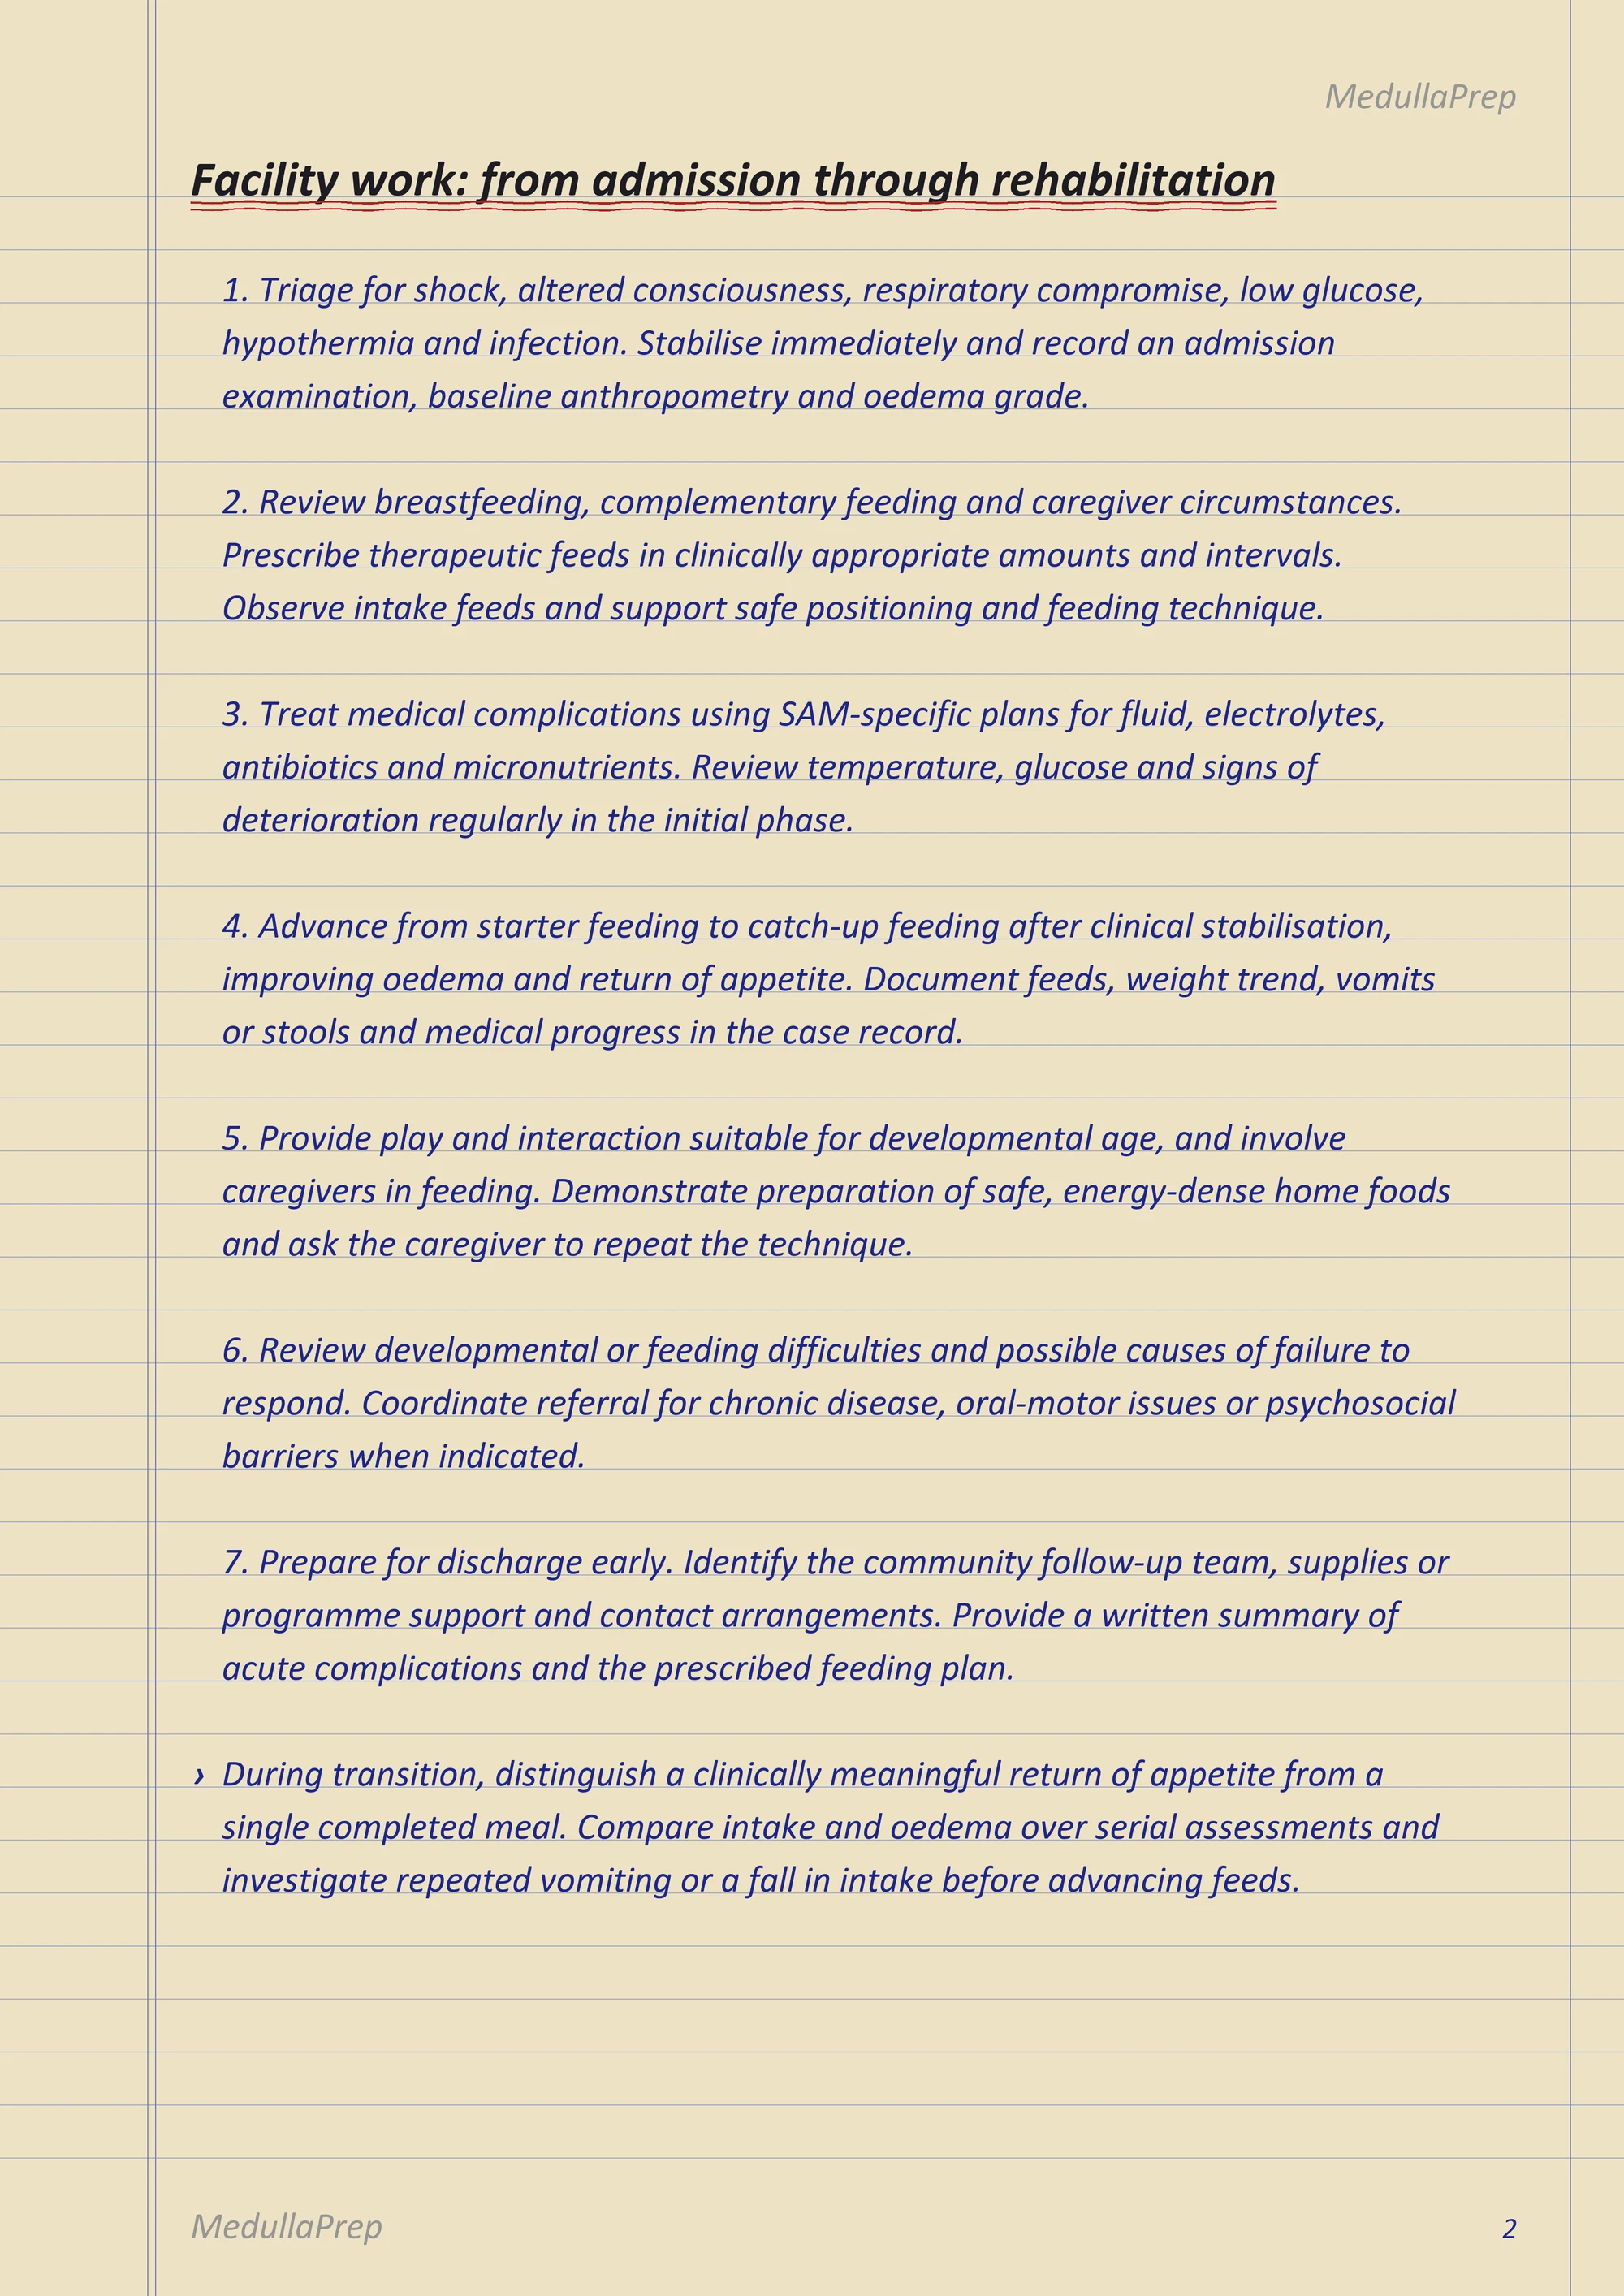 MedullaPrep
Facility work: from admission through rehabilitation
1. Triage for shock, altered consciousness, respiratory compromise, low glucose,
hypothermia and infection. Stabilise immediately and record an admission
examination, baseline anthropometry and oedema grade.
2. Review breastfeeding, complementary feeding and caregiver circumstances.
Prescribe therapeutic feeds in clinically appropriate amounts and intervals.
Observe intake feeds and support safe positioning and feeding technique.
3. Treat medical complications using SAM-specific plans for fluid, electrolytes,
antibiotics and micronutrients. Review temperature, glucose and signs of
deterioration regularly in the initial phase.
4. Advance from starter feeding to catch-up feeding after clinical stabilisation,
improving oedema and return of appetite. Document feeds, weight trend, vomits
or stools and medical progress in the case record.
5. Provide play and interaction suitable for developmental age, and involve
caregivers in feeding. Demonstrate preparation of safe, energy-dense home foods
and ask the caregiver to repeat the technique.
6. Review developmental or feeding difficulties and possible causes of failure to
respond. Coordinate referral for chronic disease, oral-motor issues or psychosocial
barriers when indicated.
7. Prepare for discharge early. Identify the community follow-up team, supplies or
programme support and contact arrangements. Provide a written summary of
acute complications and the prescribed feeding plan.
› During transition, distinguish a clinically meaningful return of appetite from a
single completed meal. Compare intake and oedema over serial assessments and
investigate repeated vomiting or a fall in intake before advancing feeds.
MedullaPrep
2